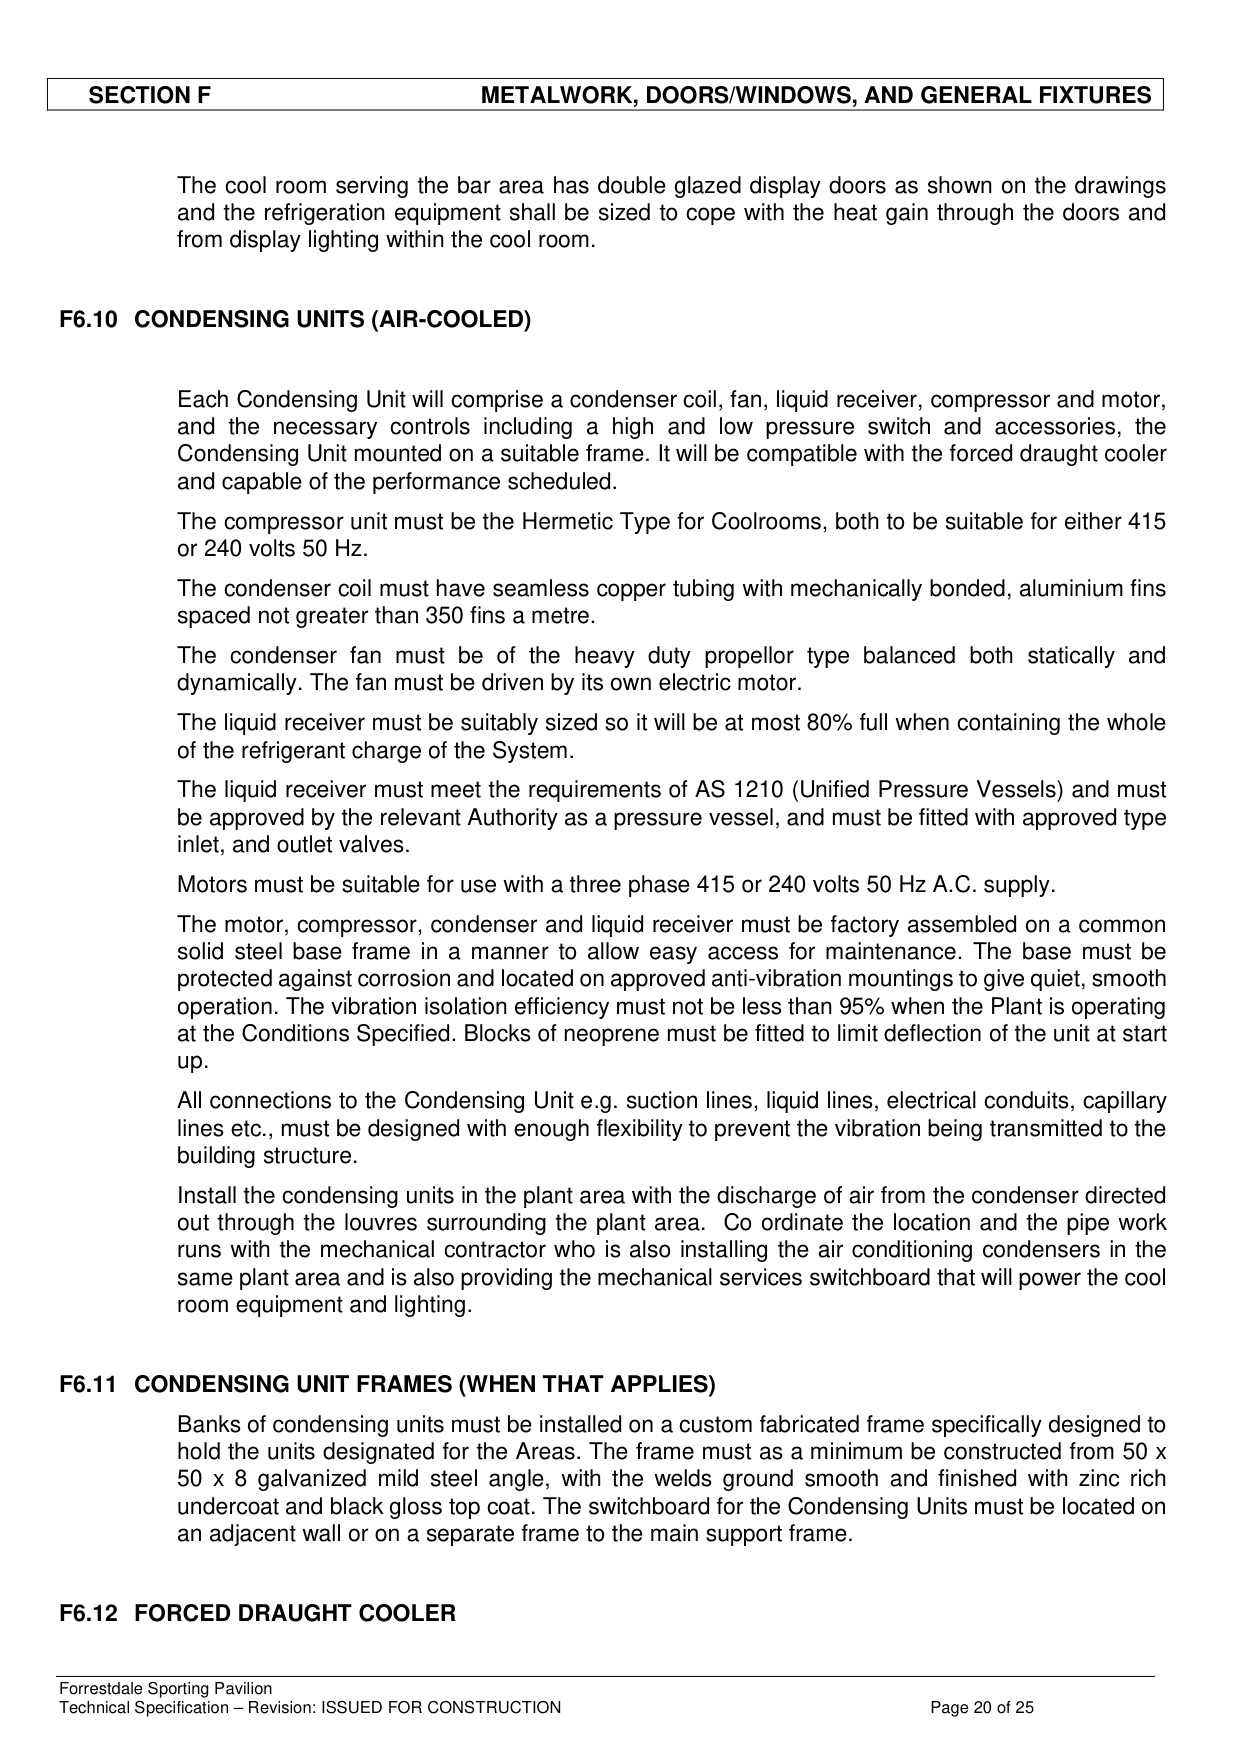 SECTION F METALWORK, DOORS/WINDOWS, AND GENERAL FIXTURES
The cool room serving the bar area has double glazed display doors as shown on the drawings
and the refrigeration equipment shall be sized to cope with the heat gain through the doors and
from display lighting within the cool room.
F6.10 CONDENSING UNITS (AIR-COOLED)
Each Condensing Unit will comprise a condenser coil, fan, liquid receiver, compressor and motor,
and the necessary controls including a high and low pressure switch and accessories, the
Condensing Unit mounted on a suitable frame. It will be compatible with the forced draught cooler
and capable of the performance scheduled.
The compressor unit must be the Hermetic Type for Coolrooms, both to be suitable for either 415
or 240 volts 50 Hz.
The condenser coil must have seamless copper tubing with mechanically bonded, aluminium fins
spaced not greater than 350 fins a metre.
The condenser fan must be of the heavy duty propellor type balanced both statically and
dynamically. The fan must be driven by its own electric motor.
The liquid receiver must be suitably sized so it will be at most 80% full when containing the whole
of the refrigerant charge of the System.
The liquid receiver must meet the requirements of AS 1210 (Unified Pressure Vessels) and must
be approved by the relevant Authority as a pressure vessel, and must be fitted with approved type
inlet, and outlet valves.
Motors must be suitable for use with a three phase 415 or 240 volts 50 Hz A.C. supply.
The motor, compressor, condenser and liquid receiver must be factory assembled on a common
solid steel base frame in a manner to allow easy access for maintenance. The base must be
protected against corrosion and located on approved anti-vibration mountings to give quiet, smooth
operation. The vibration isolation efficiency must not be less than 95% when the Plant is operating
at the Conditions Specified. Blocks of neoprene must be fitted to limit deflection of the unit at start
up.
All connections to the Condensing Unit e.g. suction lines, liquid lines, electrical conduits, capillary
lines etc., must be designed with enough flexibility to prevent the vibration being transmitted to the
building structure.
Install the condensing units in the plant area with the discharge of air from the condenser directed
out through the louvres surrounding the plant area.  Co ordinate the location and the pipe work
runs with the mechanical contractor who is also installing the air conditioning condensers in the
same plant area and is also providing the mechanical services switchboard that will power the cool
room equipment and lighting.
F6.11 CONDENSING UNIT FRAMES (WHEN THAT APPLIES)
Banks of condensing units must be installed on a custom fabricated frame specifically designed to
hold the units designated for the Areas. The frame must as a minimum be constructed from 50 x
50 x 8 galvanized mild steel angle, with the welds ground smooth and finished with zinc rich
undercoat and black gloss top coat. The switchboard for the Condensing Units must be located on
an adjacent wall or on a separate frame to the main support frame.
F6.12 FORCED DRAUGHT COOLER
Forrestdale Sporting Pavilion
Technical Specification – Revision: ISSUED FOR CONSTRUCTION Page 20 of 25